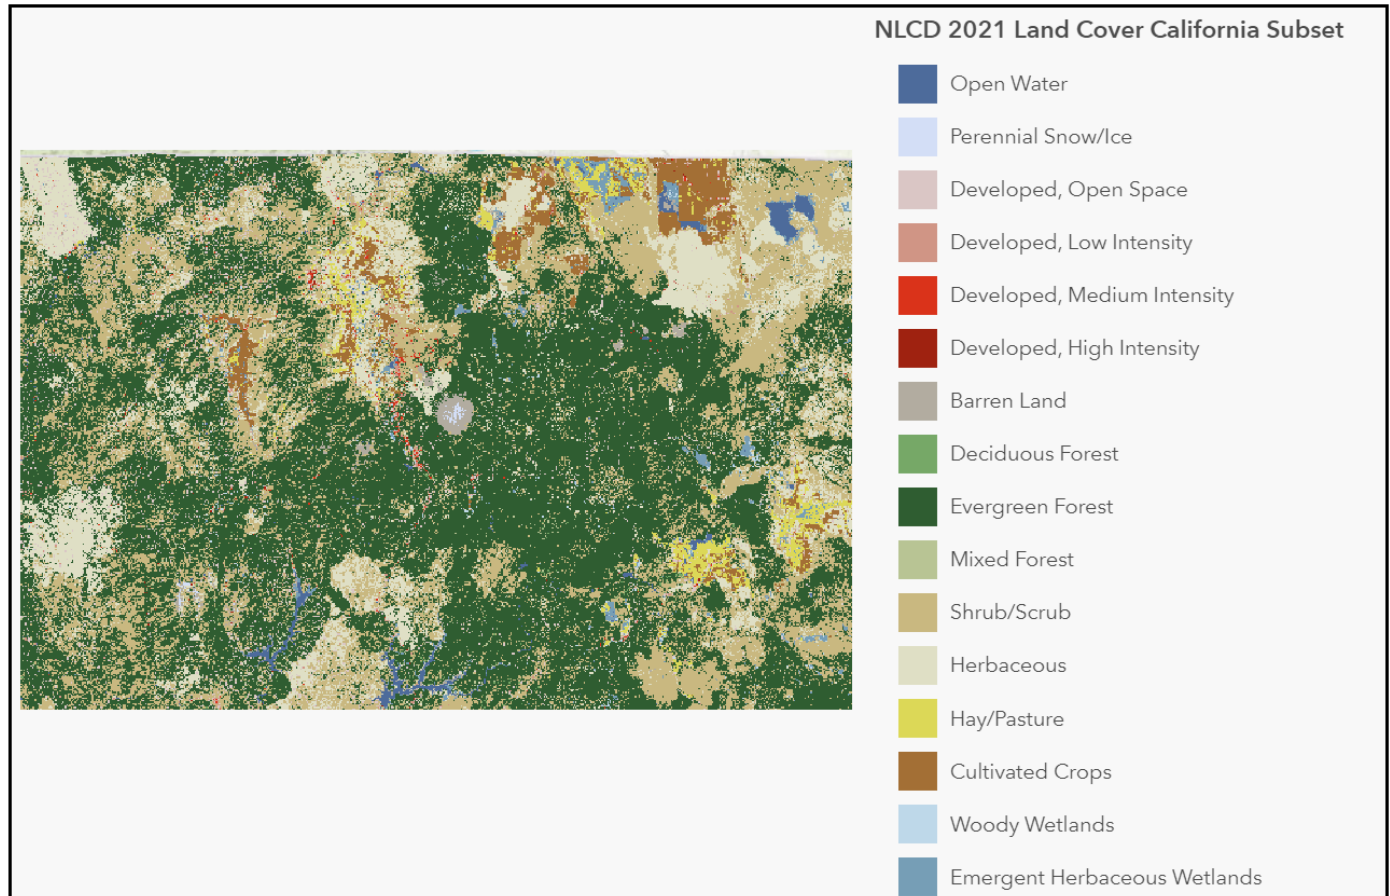 NLCD 2021 Land Cover California Subset
Open Water
Perennial Snow/Ice
Developed, Open Space
Developed, Low Intensity
Developed, Medium Intensity
Developed, High Intensity
Barren Land
Deciduous Forest
Evergreen Forest
Mixed Forest
Shrub/Scrub
Herbaceous
Hay/Pasture
Cultivated Crops
Woody Wetlands
Emergent Herbaceous Wetlands